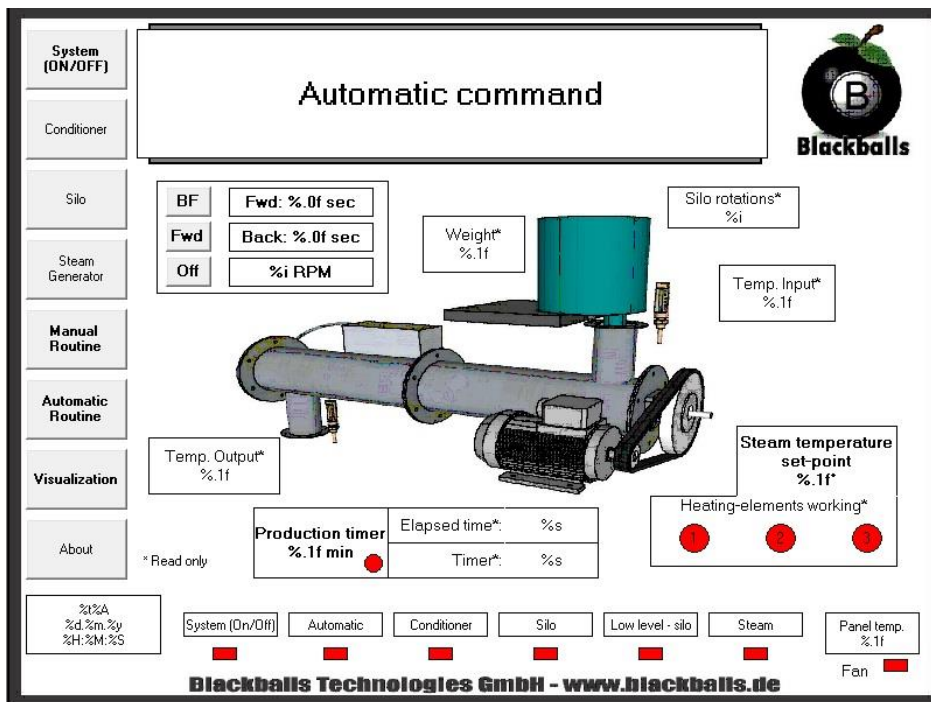 System
(ON/OFF)
Conditioner
Silo
Steam
Generator
Manual
Routine
Automatic
Routine
Visualization
About
Automatic command
B
Blackballs
BF
Fwd: %.0f sec
Fwd
Back: %.0f sec
Off
%i RPM
Weight*
%.1f
Silo rotations*
%i
Temp. Input*
%.1f
Temp. Output*
%.1f
Steam temperature
set-point
%.1f*
Heating-elements working*
1 2 3
Production timer
%.1f min
Elapsed time*: %s
Timer*: %s
* Read only
%t%A
%d.%m.%y
%H:%M:%S
System (On/Off)
Automatic
Conditioner
Silo
Low level - silo
Steam
Panel temp.
%.1f
Fan
Blackballs Technologies GmbH - www.blackballs.de